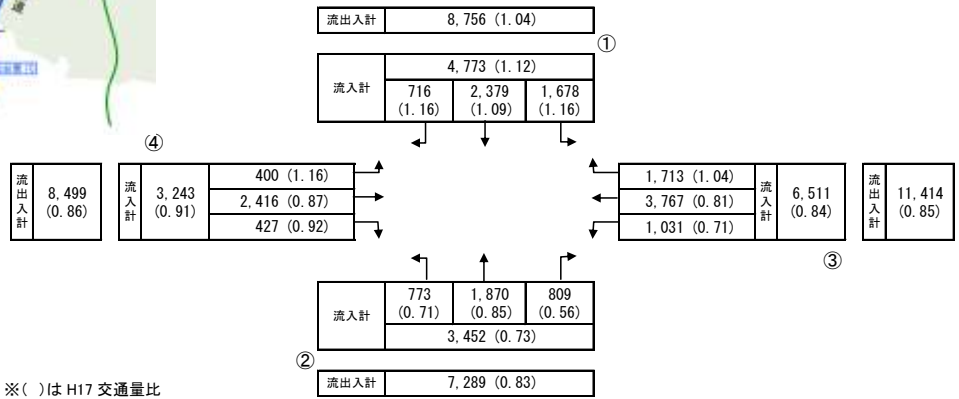 道
流出入計 8,756 (1.04)
①
流入計 4,773 (1.12)
716 (1.16) 2,379 (1.09) 1,678 (1.16)
④
流出入計 8,499 (0.86)
流入計 3,243 (0.91)
400 (1.16)
2,416 (0.87)
427 (0.92)
1,713 (1.04)
3,767 (0.81)
1,031 (0.71)
流入計 6,511 (0.84)
流出入計 11,414 (0.85)
③
流入計 773 (0.71) 1,870 (0.85) 809 (0.56)
3,452 (0.73)
②
流出入計 7,289 (0.83)
※( )は H17 交通量比